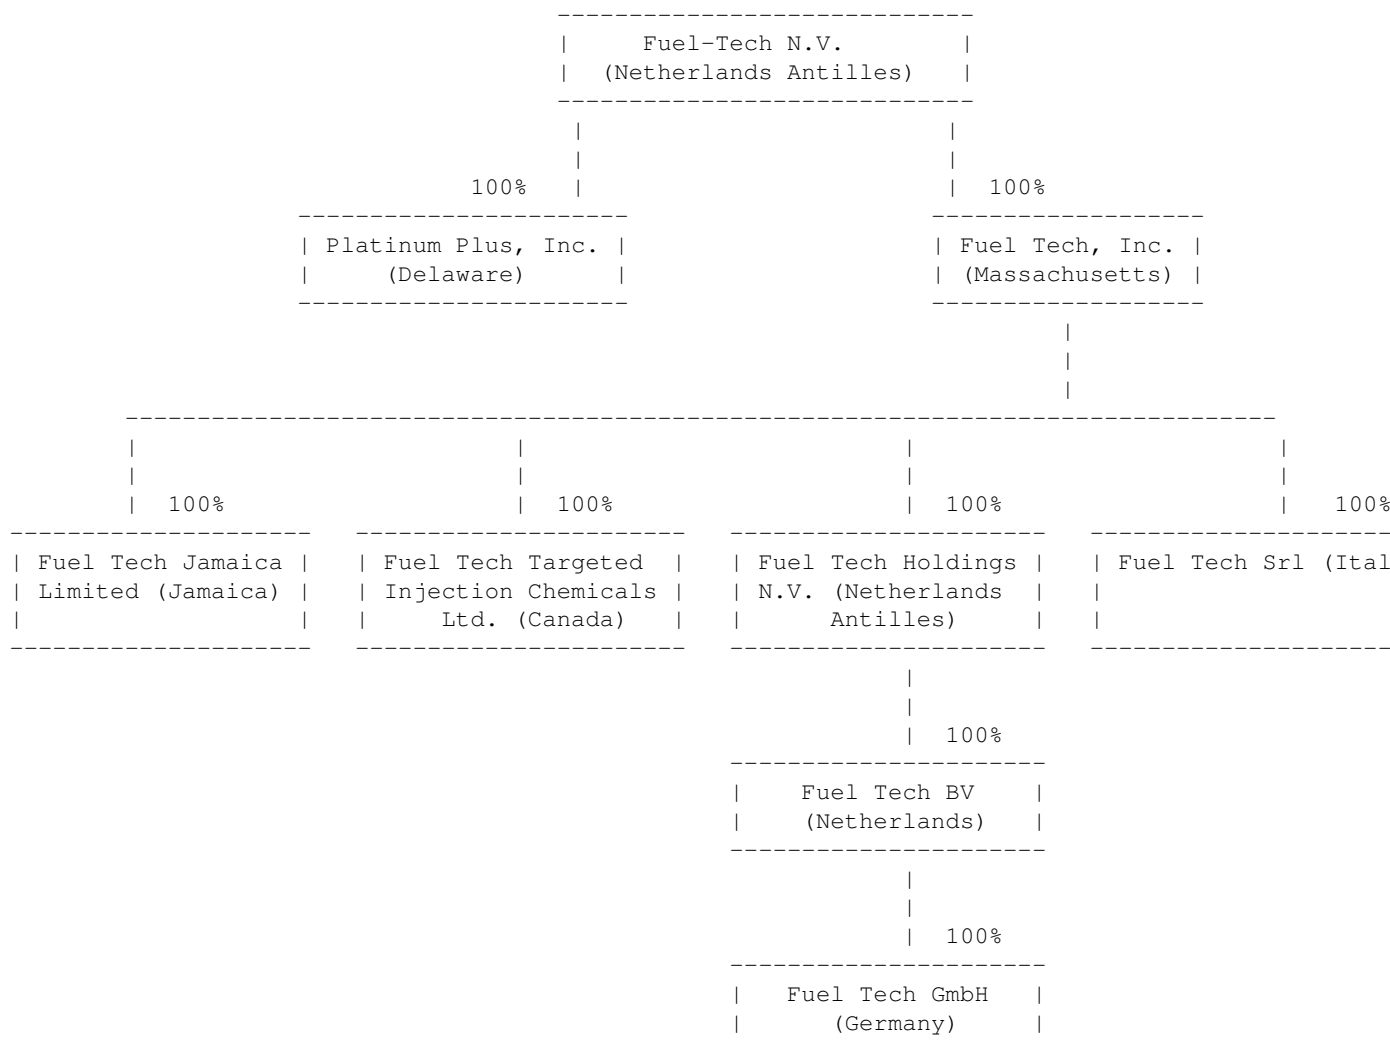 Fuel-Tech N.V.
(Netherlands Antilles)
100% 100%
Platinum Plus, Inc. Fuel Tech, Inc.
(Delaware) (Massachusetts)
100% 100% 100% 100%
Fuel Tech Jamaica Fuel Tech Targeted Fuel Tech Holdings Fuel Tech Srl (Ital
Limited (Jamaica) Injection Chemicals N.V. (Netherlands
Ltd. (Canada) Antilles)
100%
Fuel Tech BV
(Netherlands)
100%
Fuel Tech GmbH
(Germany)